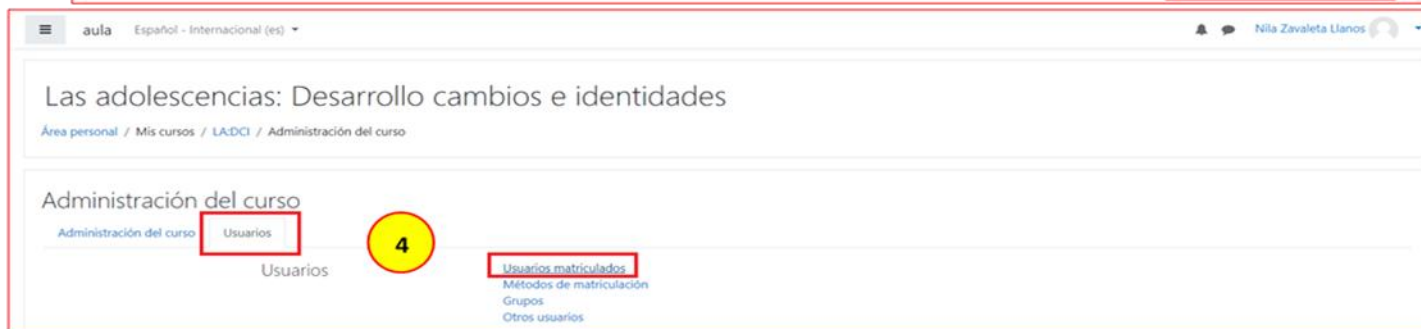 aula Español - Internacional (es) Nila Zavaleta Llanos
Las adolescencias: Desarrollo cambios e identidades
Área personal / Mis cursos / LA:DCI / Administración del curso
Administración del curso
Administración del curso Usuarios
4
Usuarios Usuarios matriculados
Métodos de matriculación
Grupos
Otros usuarios